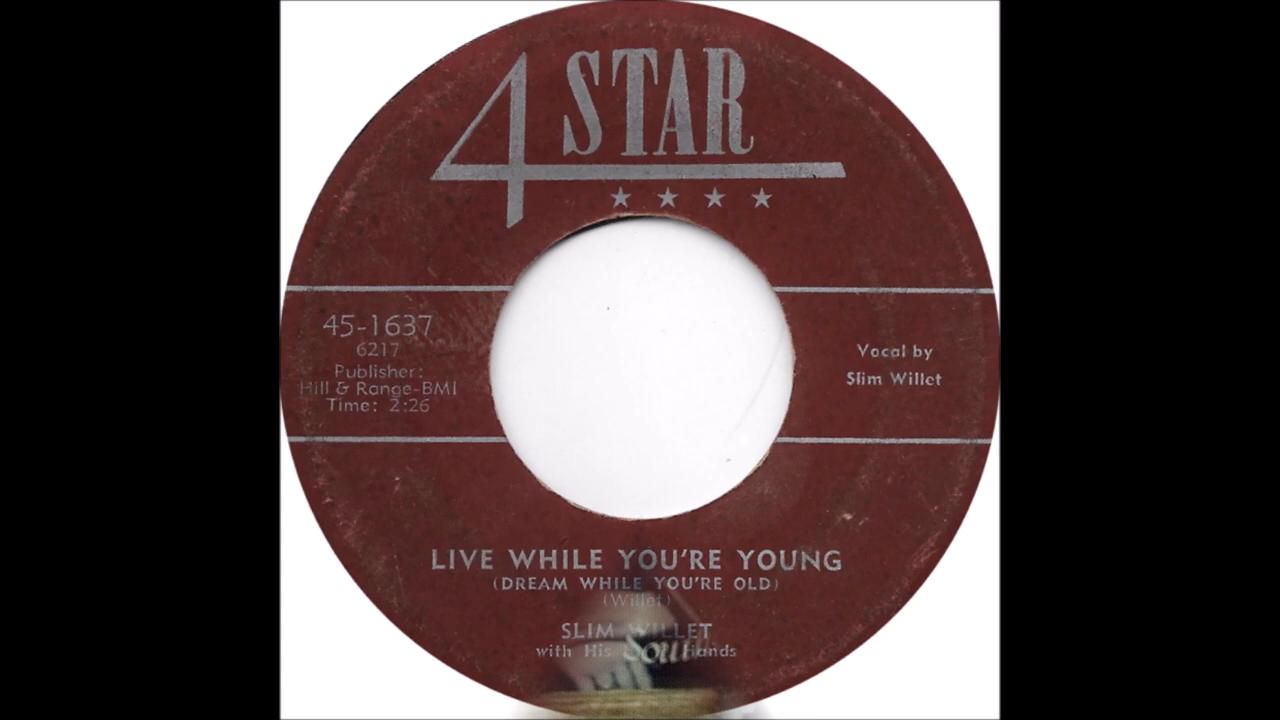 4 STAR
★ ★ ★ ★
45-1637
6217
Publisher:
Hill & Range-BMI
Time: 2:26
Vocal by
Slim Willet
LIVE WHILE YOU'RE YOUNG
(DREAM WHILE YOU'RE OLD)
(Willet)
SLIM WILLET
with His Hands